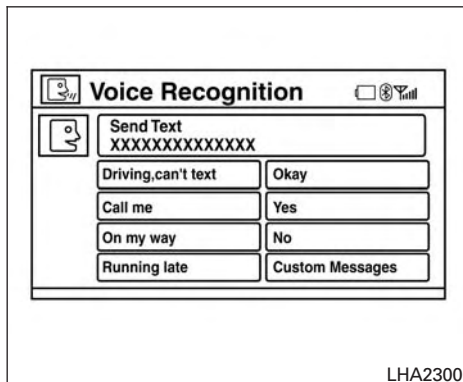 Voice Recognition
Send Text
XXXXXXXXXXXXXX
Driving,can't text
Okay
Call me
Yes
On my way
No
Running late
Custom Messages
LHA2300